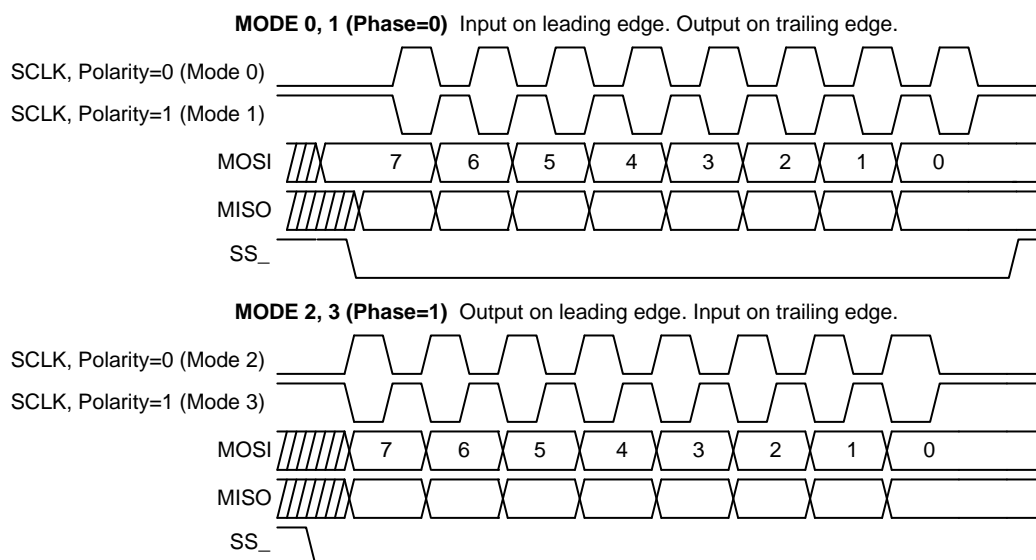 MODE 0, 1 (Phase=0) Input on leading edge. Output on trailing edge.
SCLK, Polarity=0 (Mode 0)
SCLK, Polarity=1 (Mode 1)
MOSI 7 6 5 4 3 2 1 0
MISO
SS_
MODE 2, 3 (Phase=1) Output on leading edge. Input on trailing edge.
SCLK, Polarity=0 (Mode 2)
SCLK, Polarity=1 (Mode 3)
MOSI 7 6 5 4 3 2 1 0
MISO
SS_